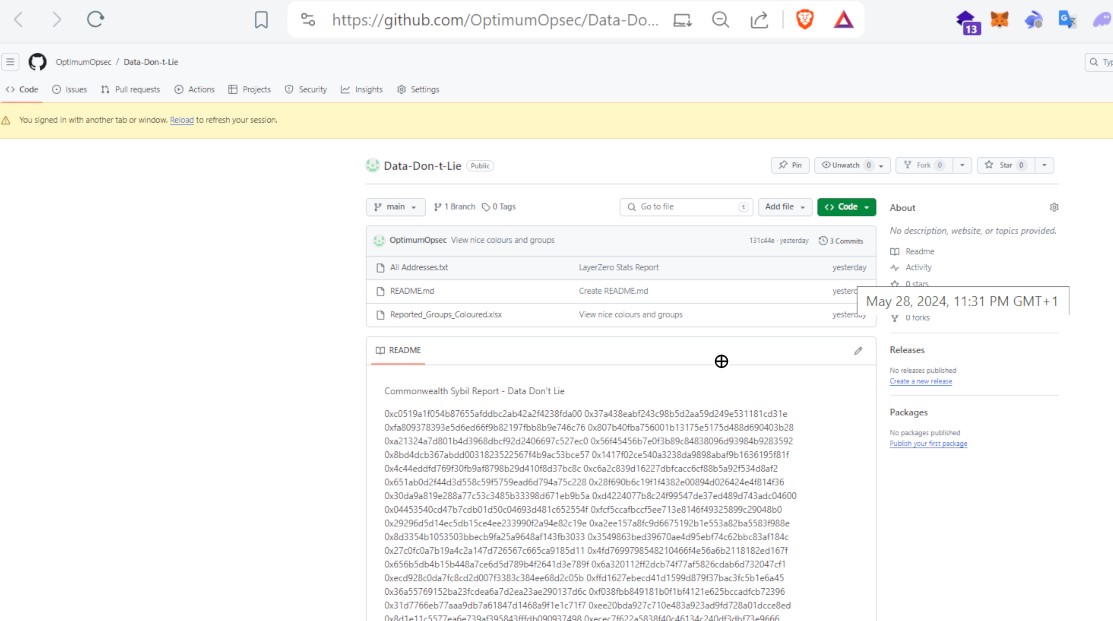 https://github.com/OptimumOpsec/Data-Do...
13
OptimumOpsec / Data-Don-t-Lie
Typ
Code Issues Pull requests Actions Projects Security Insights Settings
You signed in with another tab or window. Reload to refresh your session.
Data-Don-t-Lie Public
Pin Unwatch 0 Fork 0 Star 0
main 1 Branch 0 Tags Go to file t Add file Code
About
OptimumOpsec View nice colours and groups 131c44e · yesterday 3 Commits
No description, website, or topics provided.
All Addresses.txt LayerZero Stats Report yesterday
README.md Create README.md
Reported_Groups_Coloured.xlsx View nice colours and groups
Readme
Activity
0 stars
May 28, 2024, 11:31 PM GMT+1
0 forks
README
Releases
No releases published
Create a new release
Packages
No packages published
Publish your first package
Commonwealth Sybil Report - Data Don't Lie
0xc0519a1f054b87655afddbc2ab42a2f4238fda00 0x37a438eabf243c98b5d2aa59d249e531181cd31e
0xfa809378393e5d6ed66f9b82197fbb8b9e746c76 0x807b40fba756001b13175e5175d488d690403b28
0xa21324a7d801b4d3968dbcf92d2406697c527ec0 0x56f45456b7e0f3b89c84838096d93984b9283592
0x8bd4dcb367abdd0031823522567f4b9ac53bce57 0x1417f02ce540a3238da9898abaf9b1636195f81f
0x4c44eddfd769f30fb9af8798b29d410f8d37bc8c 0xc6a2c839d16227dbfcacc6cf88b5a92f534d8af2
0x651ab0d2f44d3d558c59f5759ead6d794a75c228 0x28f690b6c19f1f4382e00894d026424e4f814f36
0x30da9a819e288a77c53c3485b33398d671eb9b5a 0xd4224077b8c24f99547de37ed489d743adc04600
0x04453540cd47b7cdb01d50c04693d481c652554f 0xfcf5ccafbccf5ee713e8146f49325899c29048b0
0x29296d5d14ec5db15ce4ee233990f2a94e82c19e 0xa2ee157a8fc9d6675192b1e553a82ba5583f988e
0x8d3354b1053503bbecb9fa25a9648af143fb3033 0x3549863bed39670ae4d95ebf74c62bbc83af184c
0x27c0fc0a7b19a4c2a147d726567c665ca9185d11 0x4fd7699798548210466f4e56a6b2118182ed167f
0x656b5db4b15b448a7ce6d5d789b4f2641d3e789f 0x6a320112ff2dcb74f77af5826cdab6d732047cf1
0xecd928c0da7fc8cd2d007f3383c384ee68d2c05b 0xffd1627ebecd41d1599d879f37bac3fc5b1e6a45
0x36a55769152ba23fcdea6a7d2ea23ae290137d6c 0xf038fbb849181b0f1bf4121e625bccadfcb72396
0x31d7766eb77aaa9db7a61847d1468a9f1e1c71f7 0xee20bda927c710e483a923ad9fd728a01dcce8ed